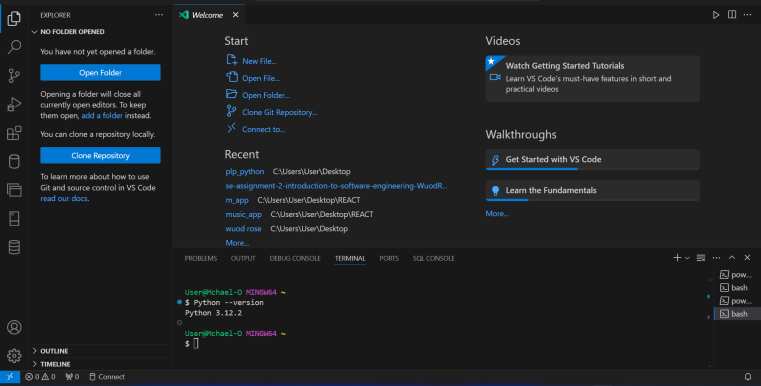 EXPLORER
NO FOLDER OPENED
You have not yet opened a folder.
Open Folder
Opening a folder will close all
currently open editors. To keep
them open, add a folder instead.
You can clone a repository locally.
Clone Repository
To learn more about how to use
Git and source control in VS Code
read our docs.
OUTLINE
TIMELINE
Welcome
Start
New File...
Open File...
Open Folder...
Clone Git Repository...
Connect to...
Recent
plp_python C:\Users\User\Desktop
se-assignment-2-introduction-to-software-engineering-WuodR...
m_app C:\Users\User\Desktop\REACT
music_app C:\Users\User\Desktop\REACT
wuod rose C:\Users\User\Desktop
More...
Videos
Watch Getting Started Tutorials
Learn VS Code's must-have features in short and
practical videos
Walkthroughs
Get Started with VS Code
Learn the Fundamentals
More...
PROBLEMS OUTPUT DEBUG CONSOLE TERMINAL PORTS SQL CONSOLE
User@Mchael-O MINGW64 ~
$ Python --version
Python 3.12.2
User@Mchael-O MINGW64 ~
$
pow...
bash
pow...
bash
0 0 0 Connect